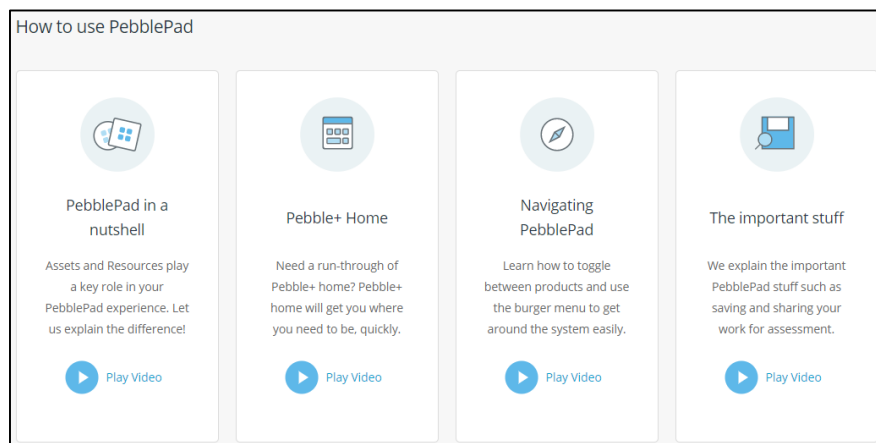 How to use PebblePad
PebblePad in a
nutshell
Assets and Resources play
a key role in your
PebblePad experience. Let
us explain the difference!
Play Video
Pebble+ Home
Need a run-through of
Pebble+ home? Pebble+
home will get you where
you need to be, quickly.
Play Video
Navigating
PebblePad
Learn how to toggle
between products and use
the burger menu to get
around the system easily.
Play Video
The important stuff
We explain the important
PebblePad stuff such as
saving and sharing your
work for assessment.
Play Video